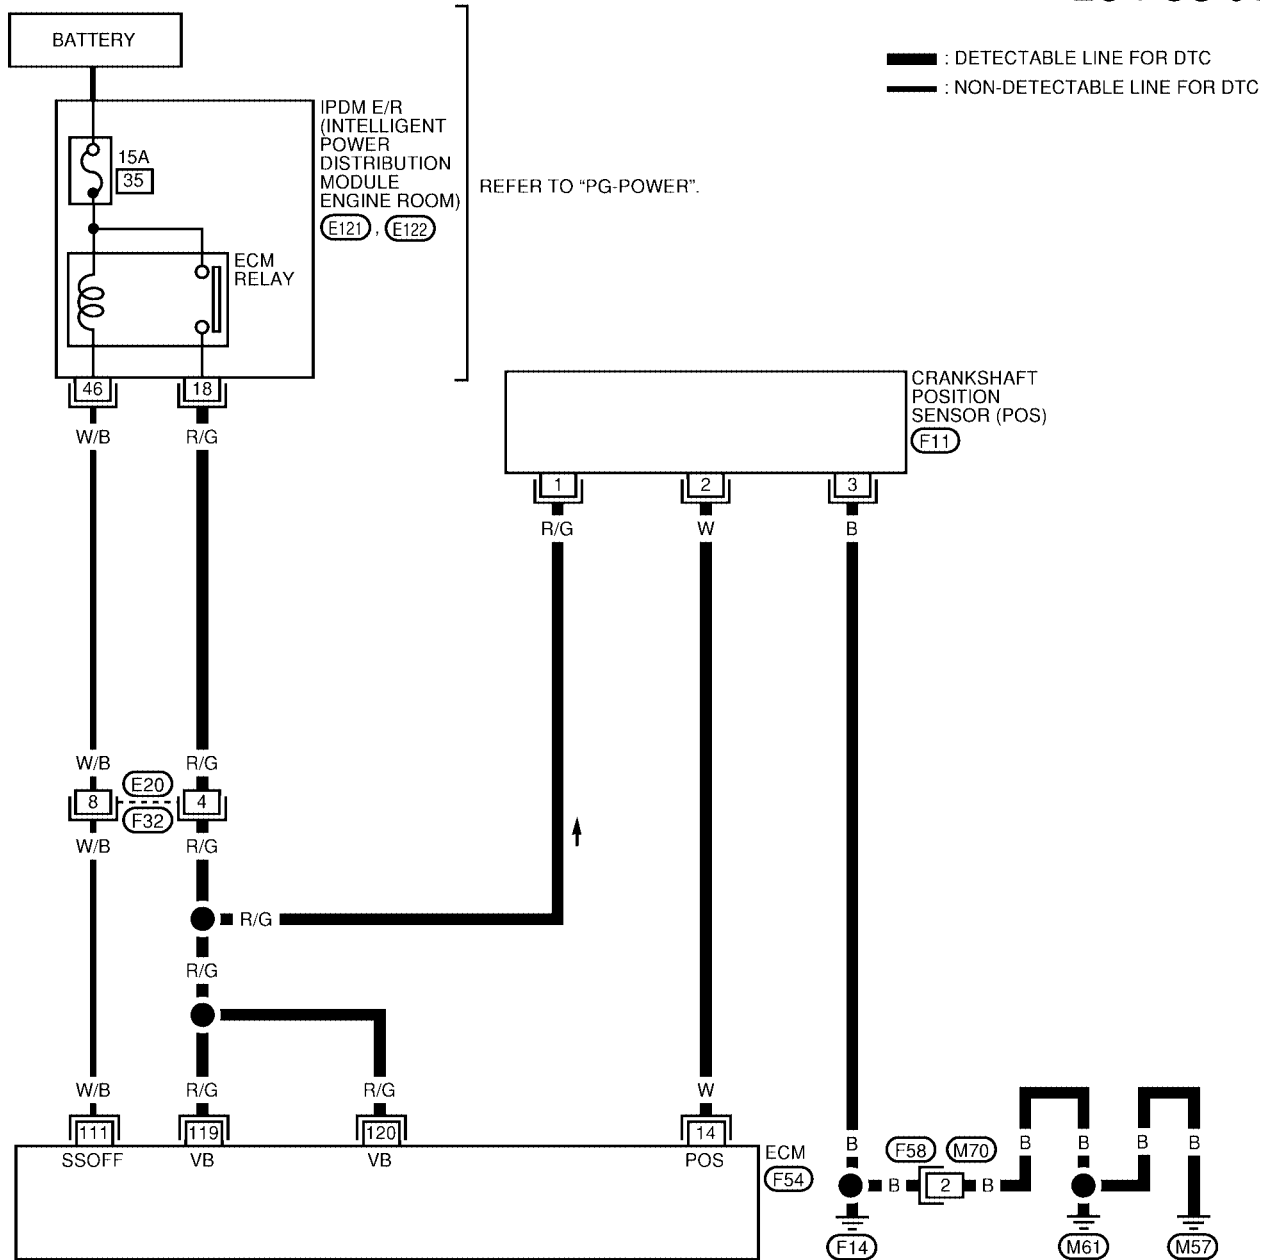 BATTERY
: DETECTABLE LINE FOR DTC
: NON-DETECTABLE LINE FOR DTC
IPDM E/R
(INTELLIGENT
POWER
DISTRIBUTION
MODULE
ENGINE ROOM)
E121 , E122
15A
35
REFER TO “PG-POWER”.
ECM
RELAY
46 18
W/B R/G
CRANKSHAFT
POSITION
SENSOR (POS)
F11
1 2 3
R/G W B
W/B R/G
E20
8 4
F32
W/B R/G
R/G
R/G
W/B R/G R/G W
111 119 120 14
SSOFF VB VB POS
ECM
F54
B F58 M70 B B B B
B 2 B
F14 M61 M57